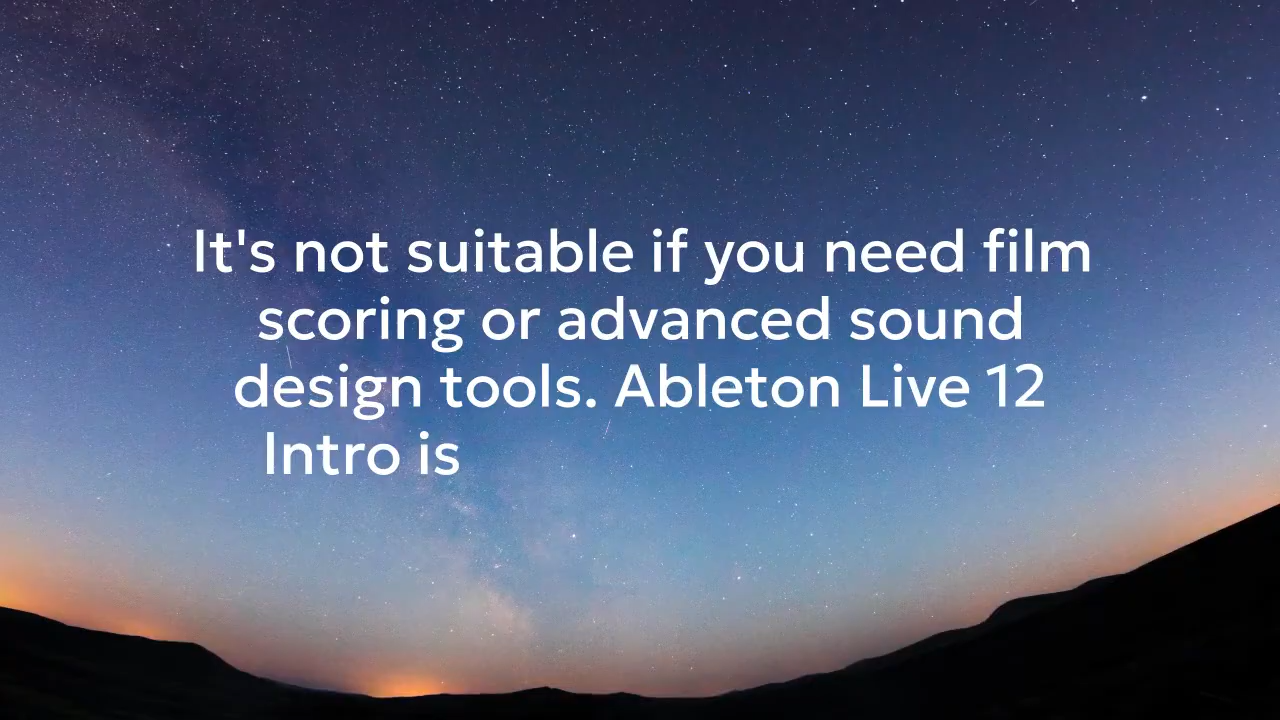 It's not suitable if you need film
scoring or advanced sound
design tools. Ableton Live 12
Intro is